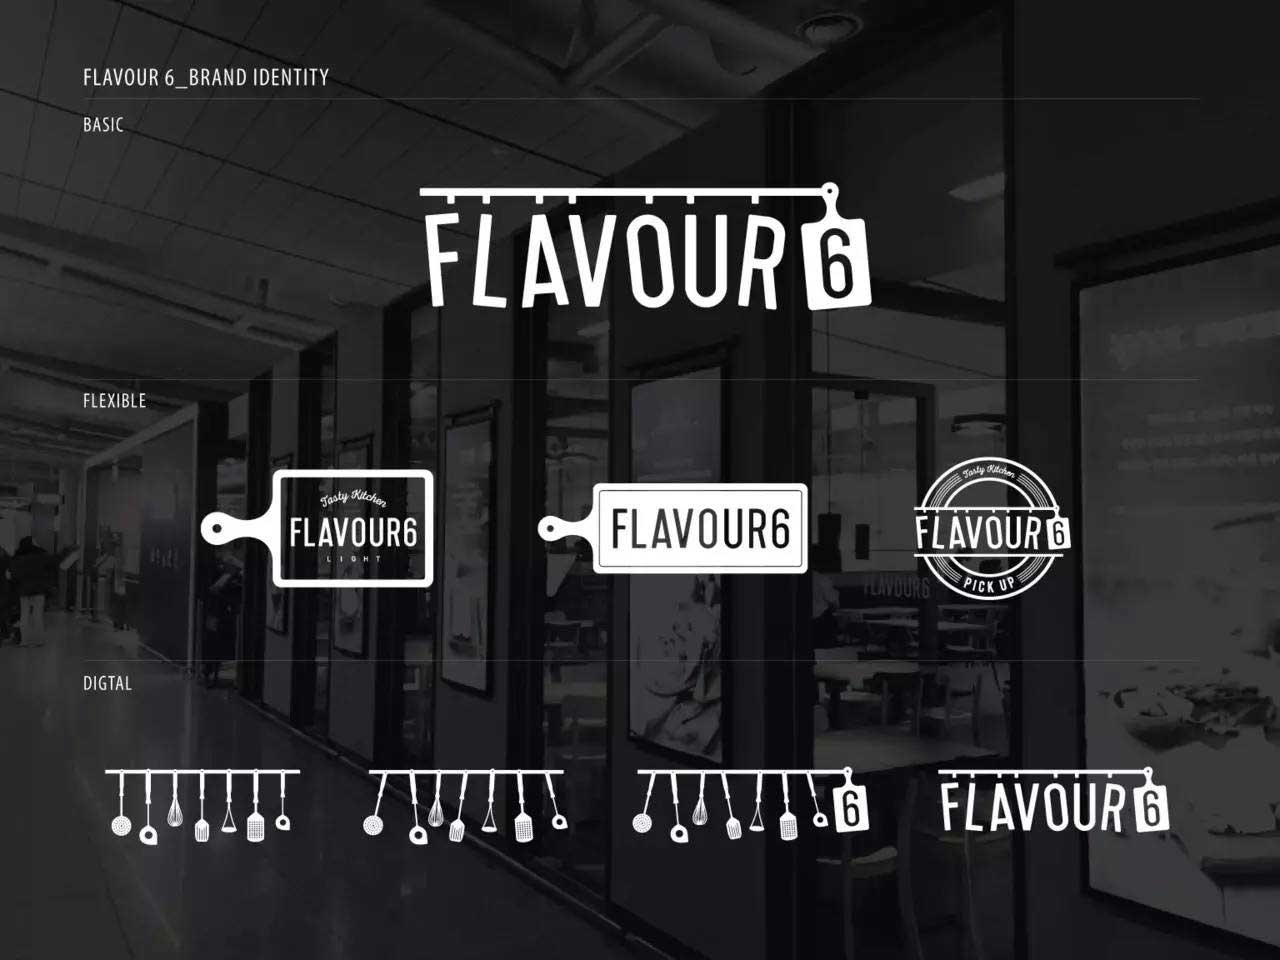 FLAVOUR 6_BRAND IDENTITY
BASIC
FLAVOUR 6
FLEXIBLE
Tasty Kitchen
FLAVOUR6
LIGHT
FLAVOUR6
Tasty Kitchen
FLAVOUR 6
PICK UP
FLAVOUR6
DIGTAL
6
FLAVOUR 6